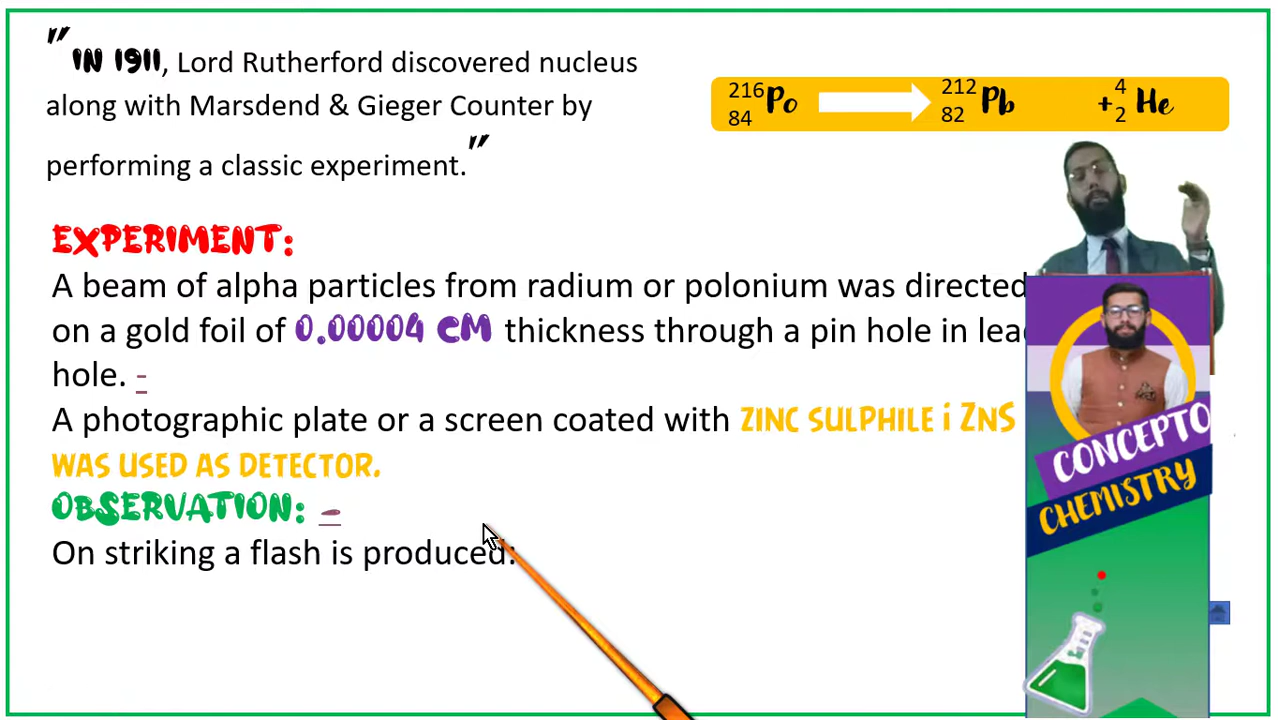 "IN 1911, Lord Rutherford discovered nucleus
along with Marsdend & Gieger Counter by
performing a classic experiment."
216 84 Po 212 82 Pb + 4 2 He
EXPERIMENT:
A beam of alpha particles from radium or polonium was directed
on a gold foil of 0.00004 CM thickness through a pin hole in lea
hole. -
A photographic plate or a screen coated with ZINC SULPHILE i ZNS
WAS USED AS DETECTOR.
OBSERVATION: -
On striking a flash is produced:
CONCEPTO
CHEMISTRY